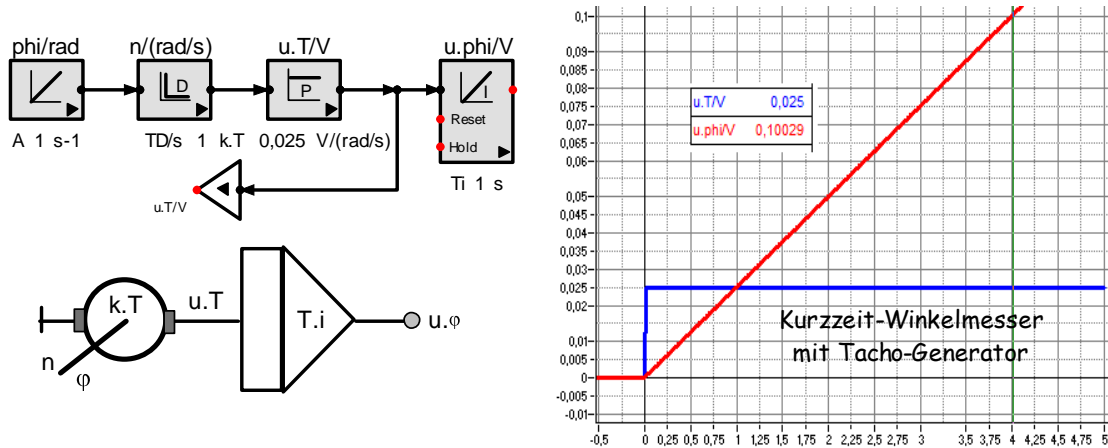 phi/rad n/(rad/s) u.T/V u.phi/V
D P I
Reset
Hold
A 1 s-1 TD/s 1 k.T 0,025 V/(rad/s)
Ti 1 s
u.T/V
k.T u.T T.i u.φ
n φ
0,1
0,095
0,09
0,085
0,08
0,075
0,07
0,065
0,06
0,055
0,05
0,045
0,04
0,035
0,03
0,025
0,02
0,015
0,01
0,005
0
-0,005
-0,01
u.T/V 0,025
u.phi/V 0,10029
Kurzzeit-Winkelmesser
mit Tacho-Generator
-0,5 0 0,25 0,5 0,75 1 1,25 1,5 1,75 2 2,25 2,5 2,75 3 3,5 3,75 4 4,25 4,5 4,75 5